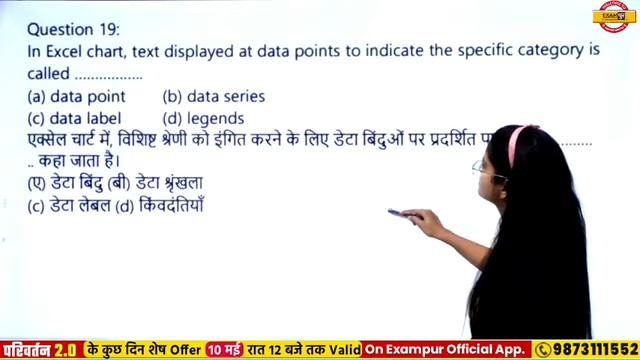 Question 19:
In Excel chart, text displayed at data points to indicate the specific category is
called .................
(a) data point (b) data series
(c) data label (d) legends
एक्सेल चार्ट में, विशिष्ट श्रेणी को इंगित करने के लिए डेटा बिंदुओं पर प्रदर्शित
.. कहा जाता है।
(ए) डेटा बिंदु (बी) डेटा श्रृंखला
(c) डेटा लेबल (d) किंवदंतियाँ
परिवर्तन 2.0 के कुछ दिन शेष Offer 10 मई रात 12 बजे तक Valid On Exampur Official App. 9873111552